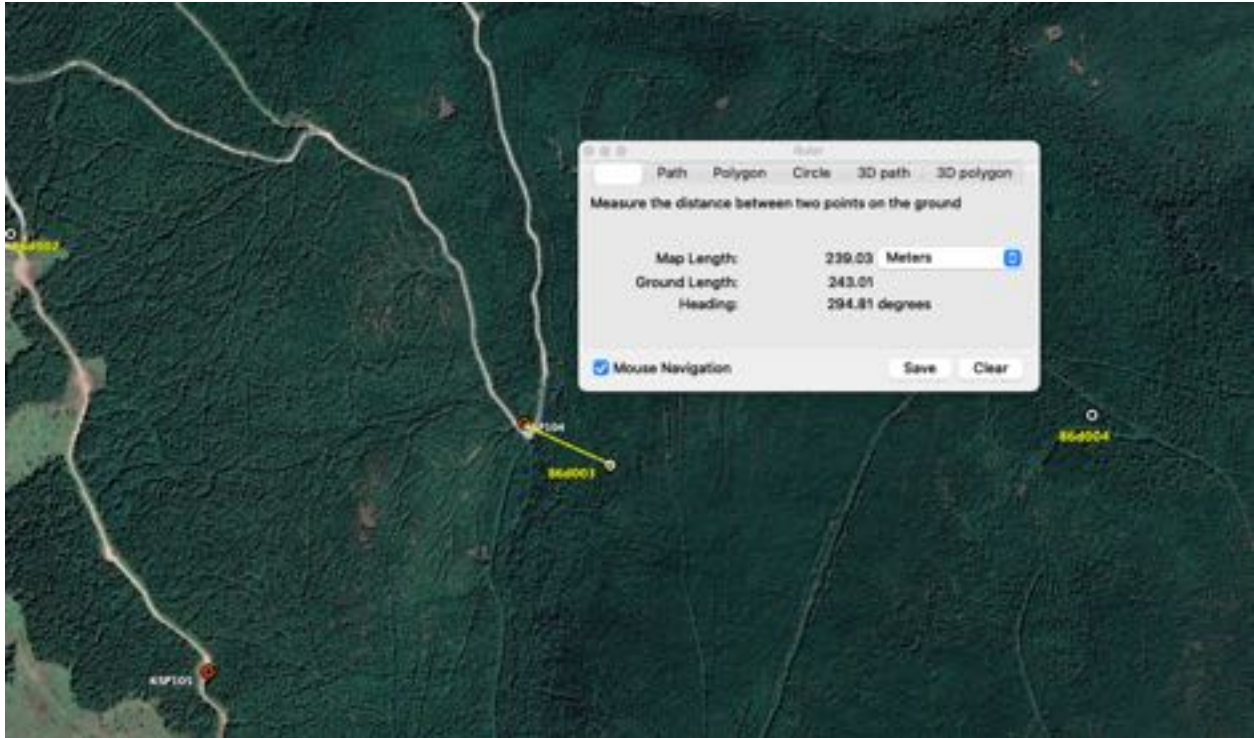 Ruler
Path Polygon Circle 3D path 3D polygon
Measure the distance between two points on the ground
Map Length: 239.03 Meters
Ground Length: 243.01
Heading: 294.81 degrees
Mouse Navigation Save Clear
86d004
86d003
KSP101